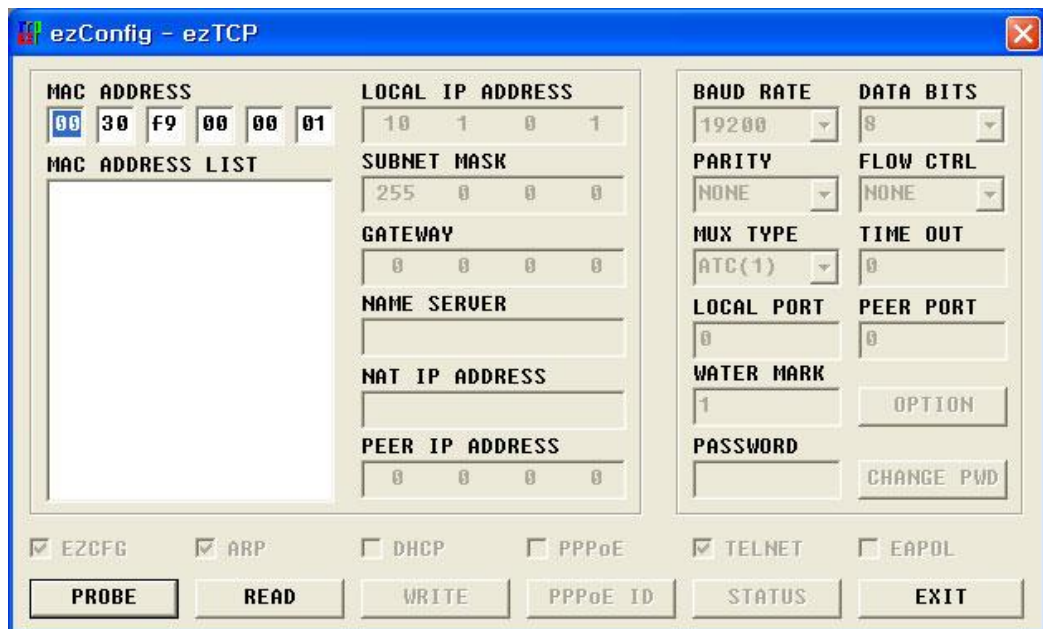 ezConfig - ezTCP
MAC ADDRESS
00 30 F9 00 00 01
MAC ADDRESS LIST
LOCAL IP ADDRESS
10 1 0 1
SUBNET MASK
255 0 0 0
GATEWAY
0 0 0 0
NAME SERVER
NAT IP ADDRESS
PEER IP ADDRESS
0 0 0 0
BAUD RATE DATA BITS
19200 8
PARITY FLOW CTRL
NONE NONE
MUX TYPE TIME OUT
ATC(1) 0
LOCAL PORT PEER PORT
0 0
WATER MARK
1 OPTION
PASSWORD
CHANGE PWD
EZCFG ARP DHCP PPPoE TELNET EAPOL
PROBE READ WRITE PPPoE ID STATUS EXIT